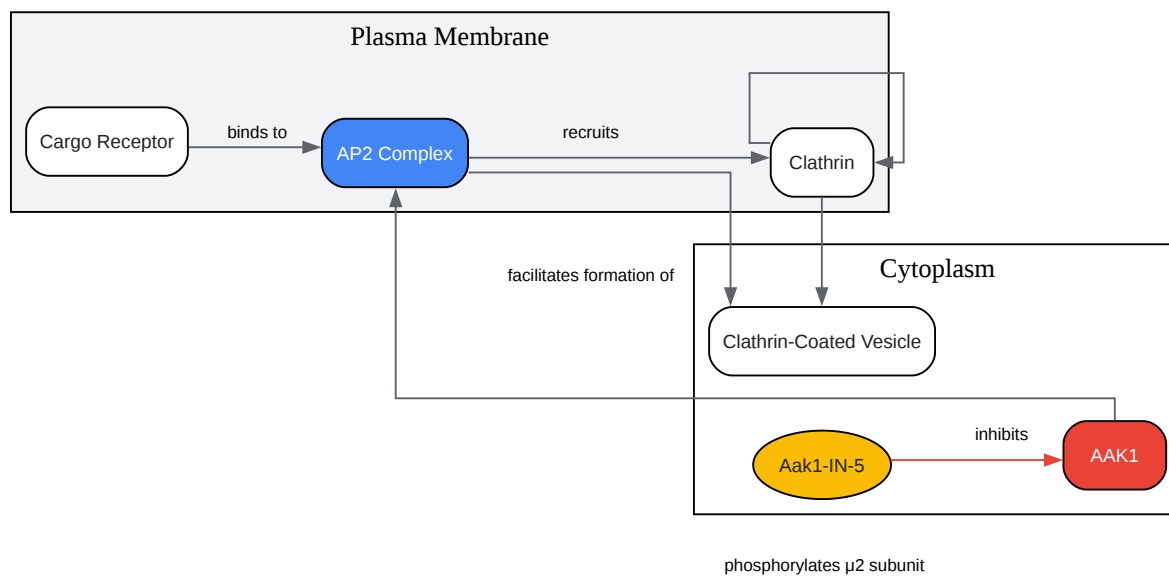 Plasma Membrane
Cargo Receptor
binds to
AP2 Complex
recruits
Clathrin
facilitates formation of
Cytoplasm
Clathrin-Coated Vesicle
Aak1-IN-5
inhibits
AAK1
phosphorylates μ2 subunit